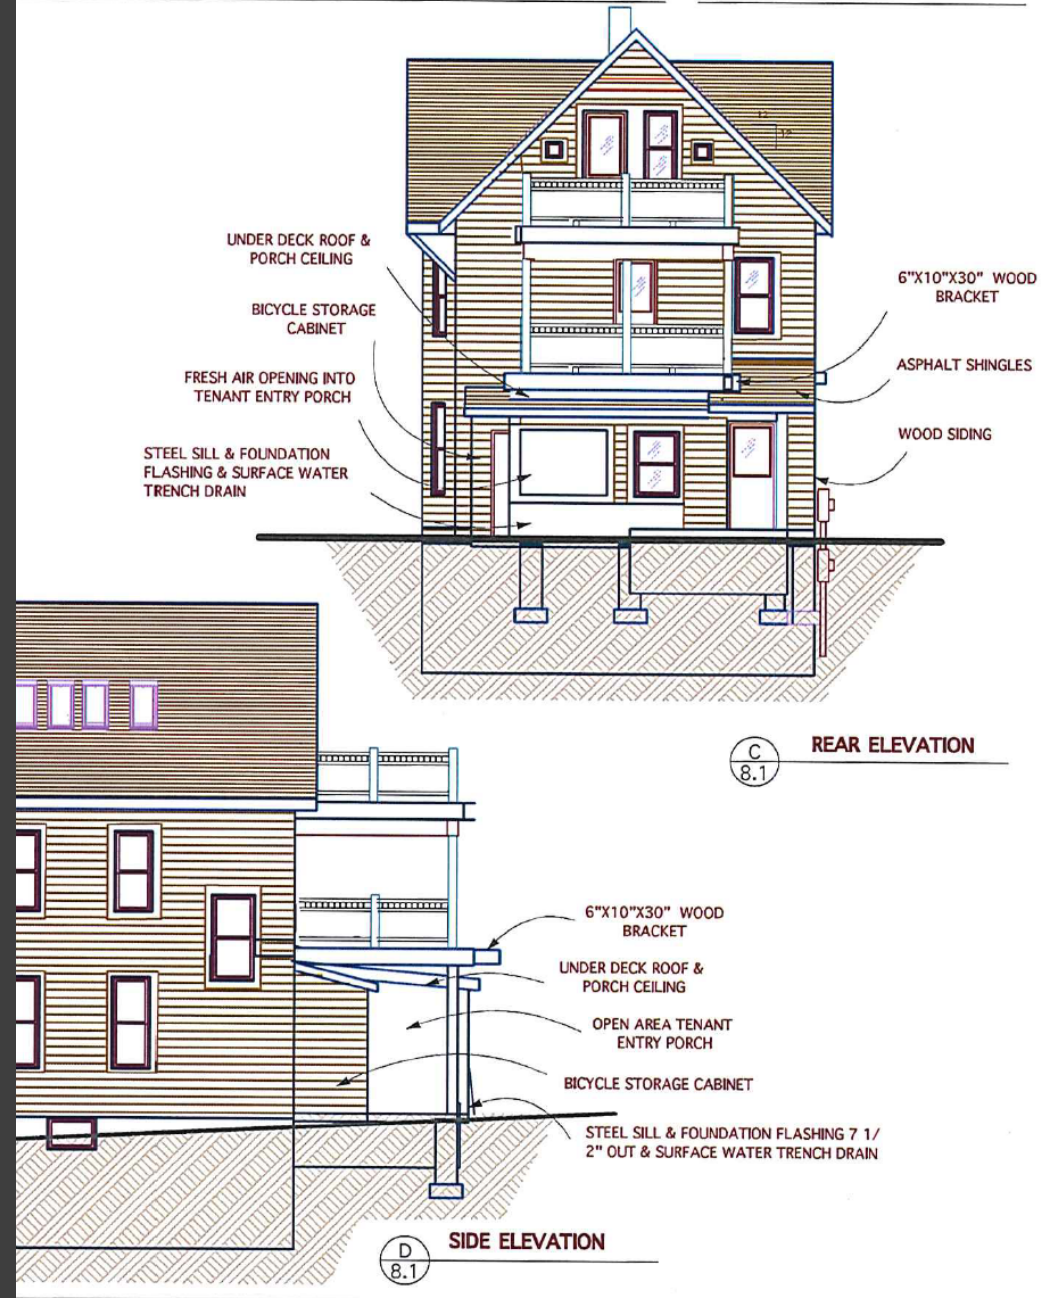 12
12
UNDER DECK ROOF &
PORCH CEILING
BICYCLE STORAGE
CABINET
FRESH AIR OPENING INTO
TENANT ENTRY PORCH
STEEL SILL & FOUNDATION
FLASHING & SURFACE WATER
TRENCH DRAIN
6"X10"X30" WOOD
BRACKET
ASPHALT SHINGLES
WOOD SIDING
C
8.1
REAR ELEVATION
6"X10"X30" WOOD
BRACKET
UNDER DECK ROOF &
PORCH CEILING
OPEN AREA TENANT
ENTRY PORCH
BICYCLE STORAGE CABINET
STEEL SILL & FOUNDATION FLASHING 7 1/
2" OUT & SURFACE WATER TRENCH DRAIN
D
8.1
SIDE ELEVATION